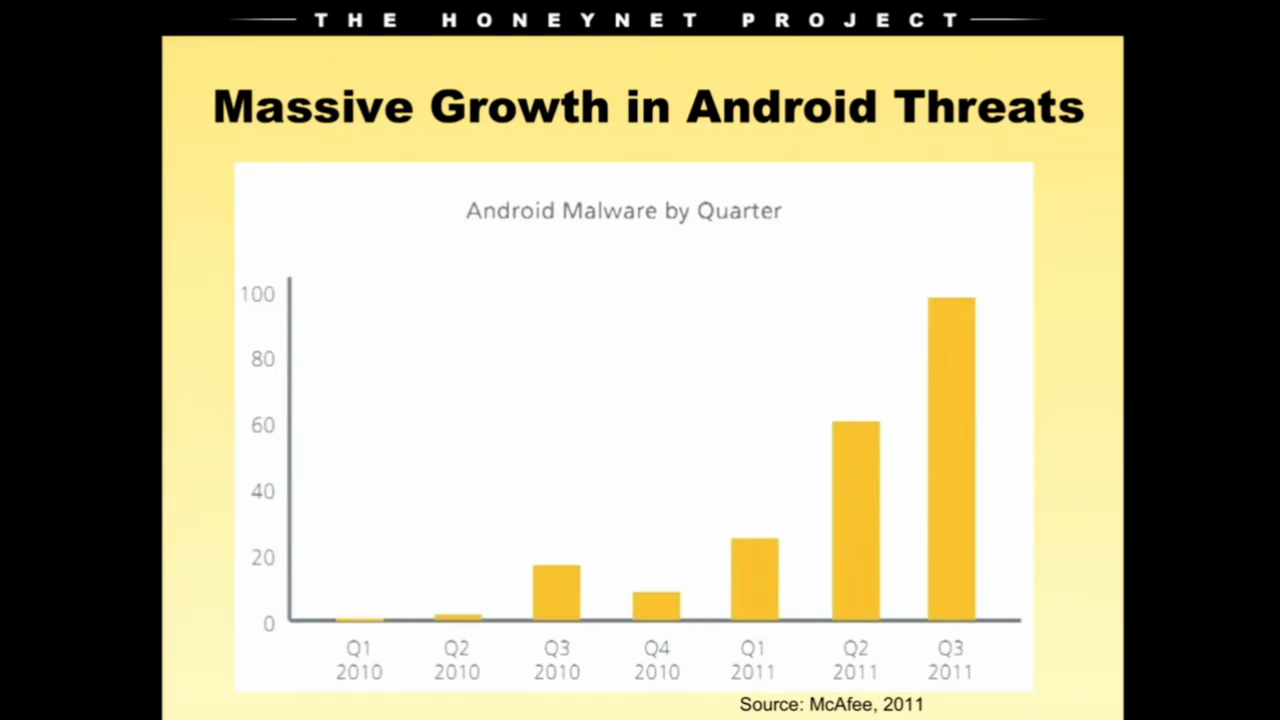 THE HONEYNET PROJECT
Massive Growth in Android Threats
Android Malware by Quarter
100
80
60
40
20
0
Q1 Q2 Q3 Q4 Q1 Q2 Q3
2010 2010 2010 2010 2011 2011 2011
Source: McAfee, 2011